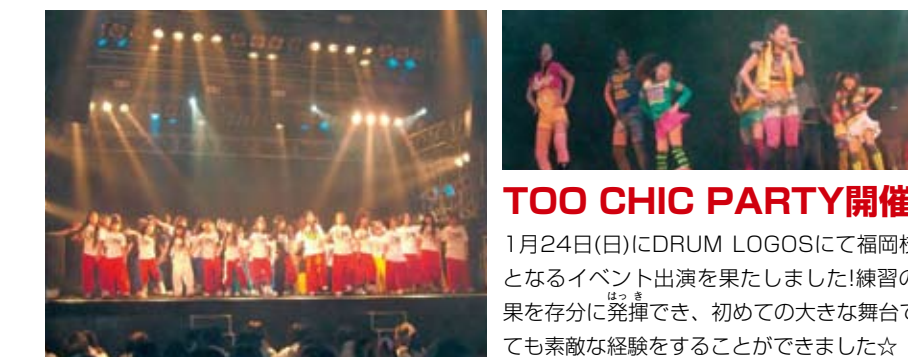 TOO CHIC PARTY開催
1月24日(日)にDRUM LOGOSにて福岡校
となるイベント出演を果たしました!練習の
はっき
果を存分に発揮でき、初めての大きな舞台で
ても素敵な経験をすることができました☆